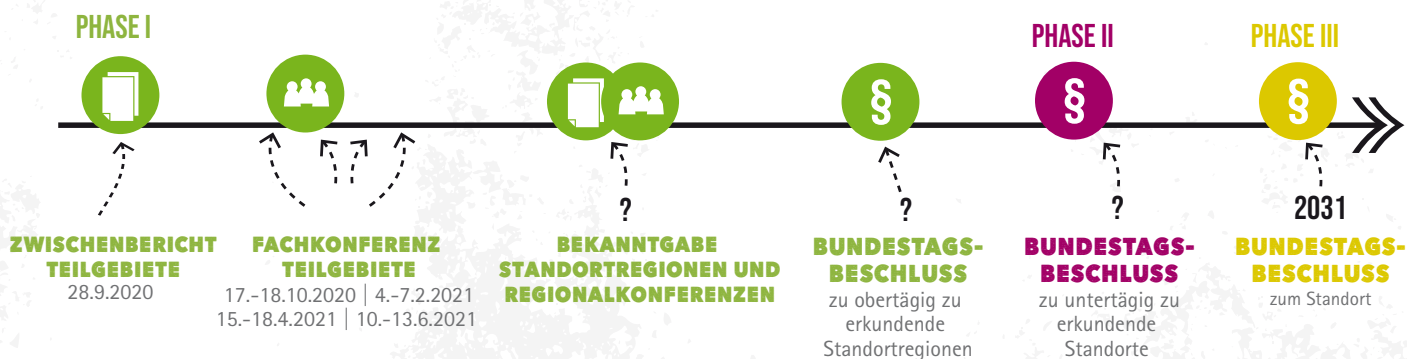 PHASE I
PHASE II
PHASE III
§
§
§
?
?
?
2031
ZWISCHENBERICHT
TEILGEBIETE
28.9.2020
FACHKONFERENZ
TEILGEBIETE
17.-18.10.2020 | 4.-7.2.2021
15.-18.4.2021 | 10.-13.6.2021
BEKANNTGABE
STANDORTREGIONEN UND
REGIONALKONFERENZEN
BUNDESTAGS-
BESCHLUSS
zu obertägig zu
erkundende
Standortregionen
BUNDESTAGS-
BESCHLUSS
zu untertägig zu
erkundende
Standorte
BUNDESTAGS-
BESCHLUSS
zum Standort